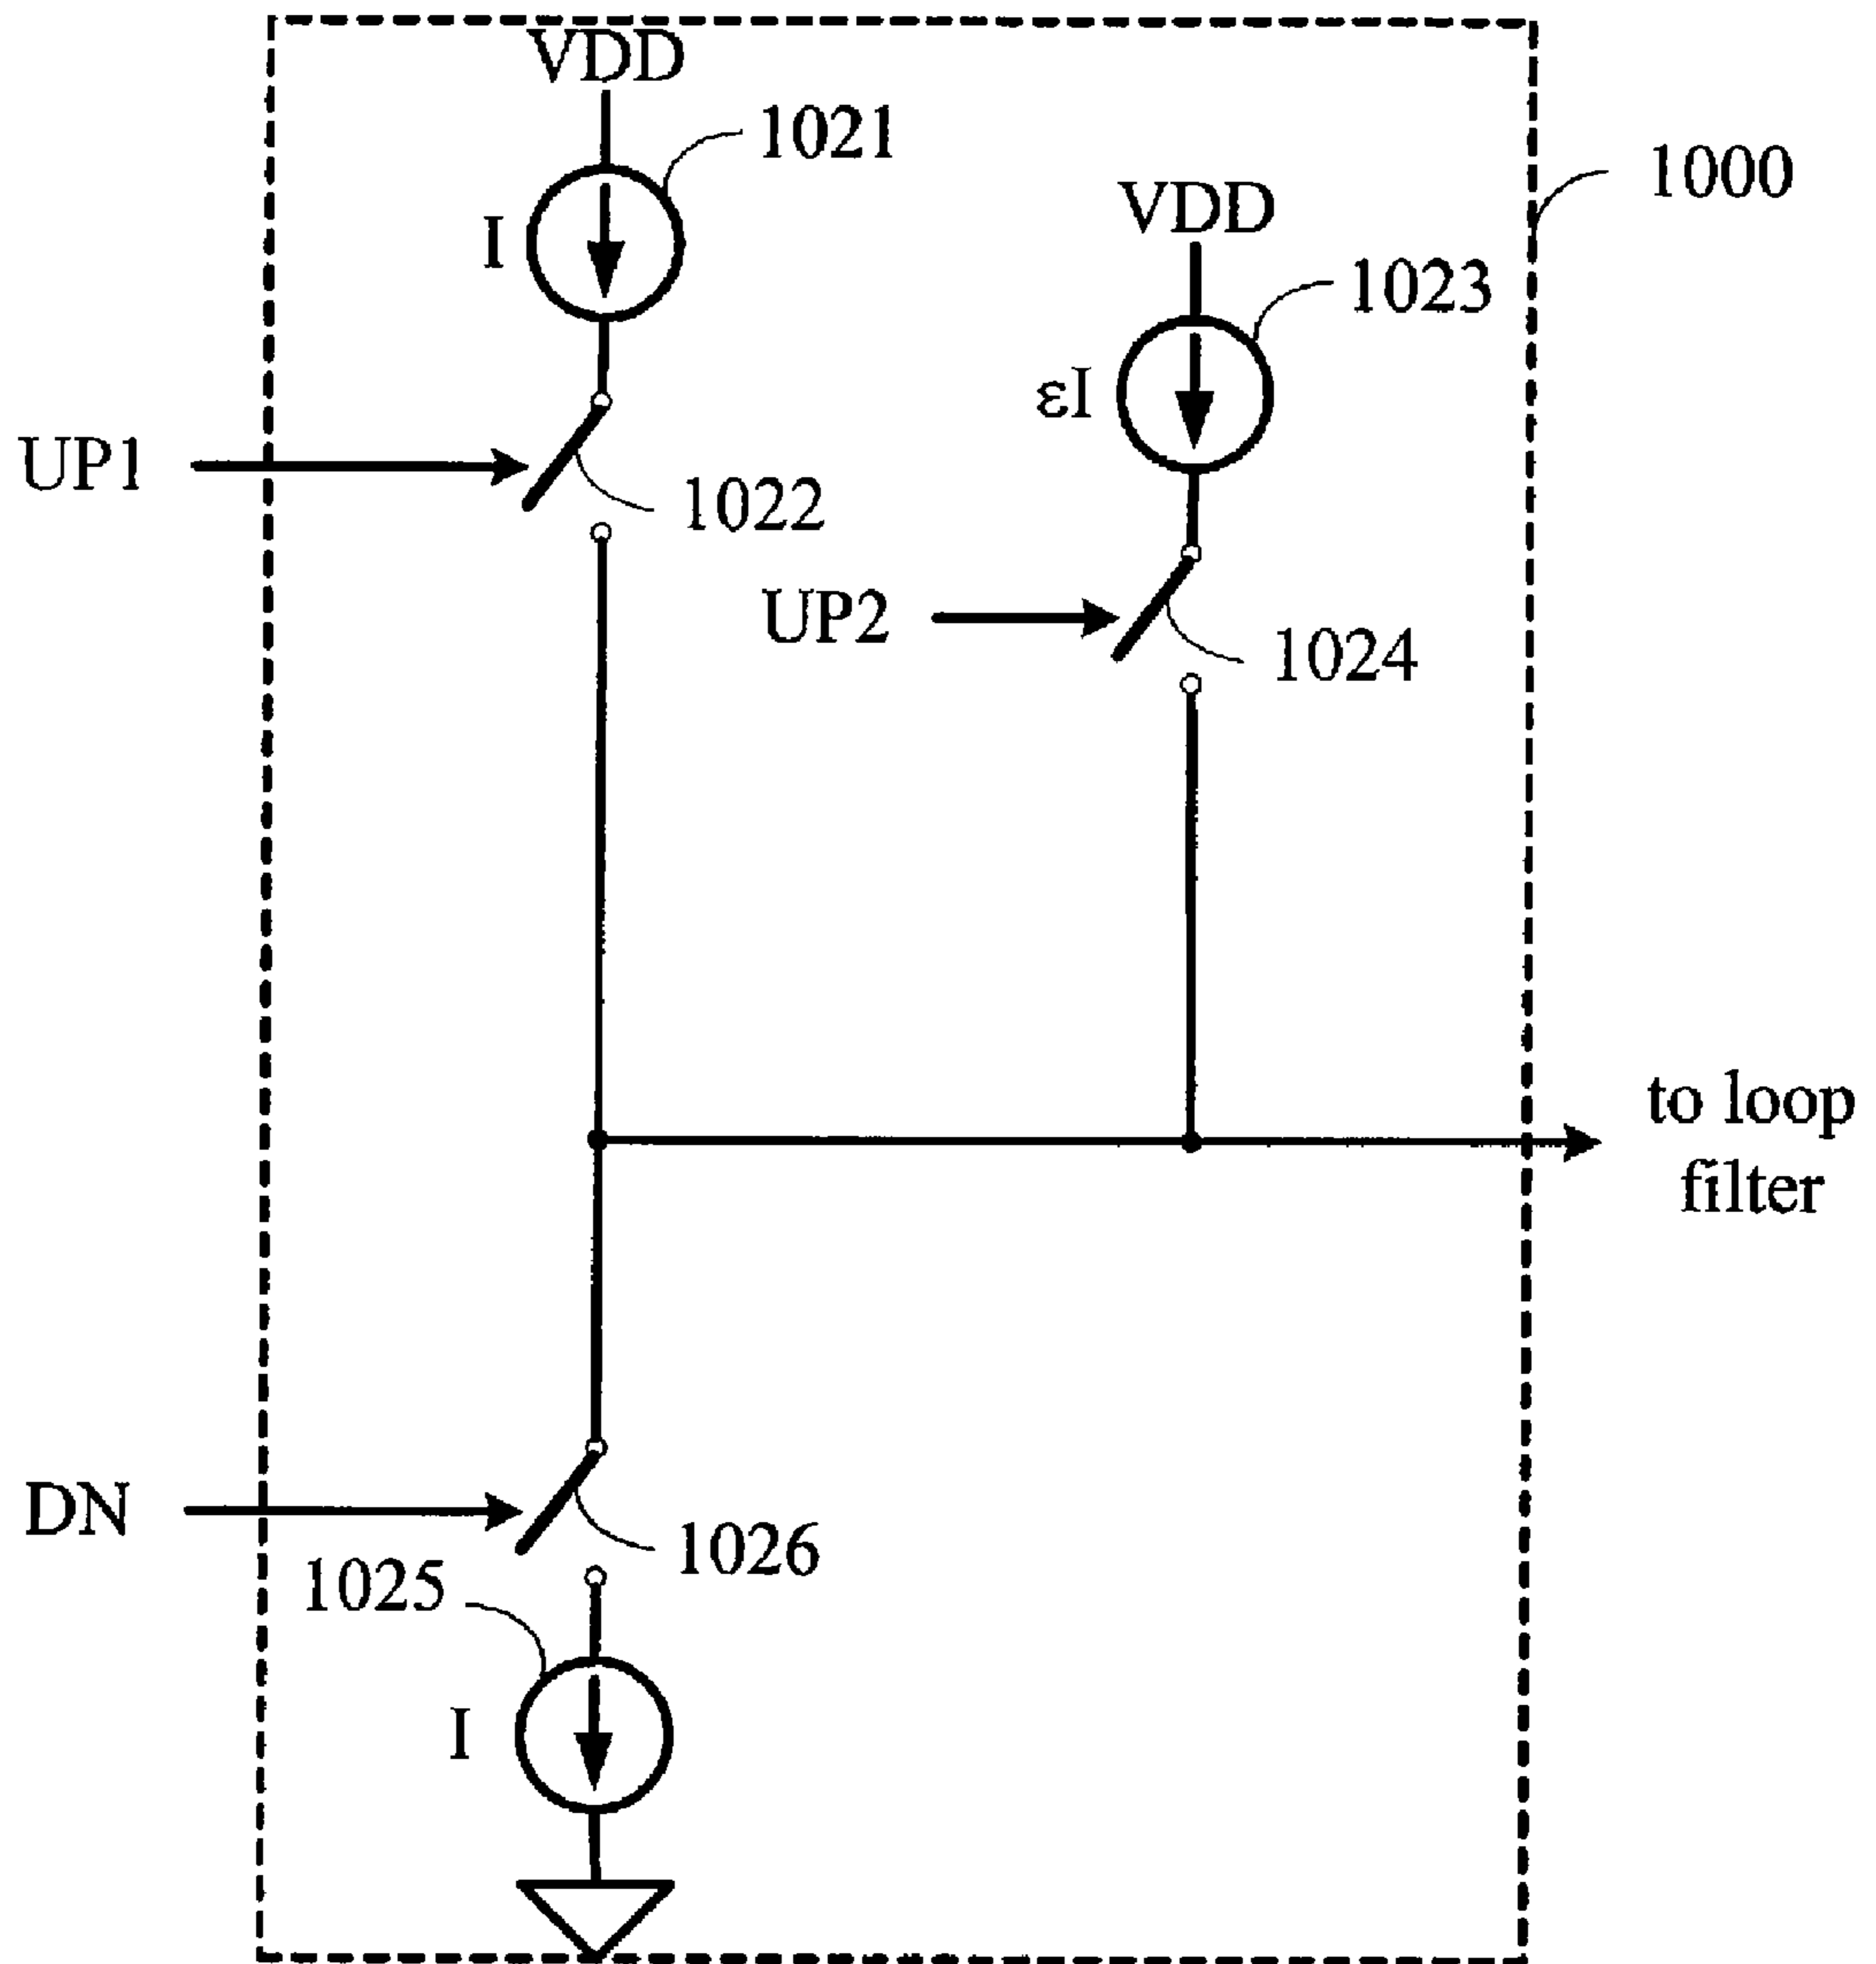 VDD
1021
1000
VDD
I
1023
εI
UP1
1022
UP2
1024
to loop
filter
DN
1026
1025
I